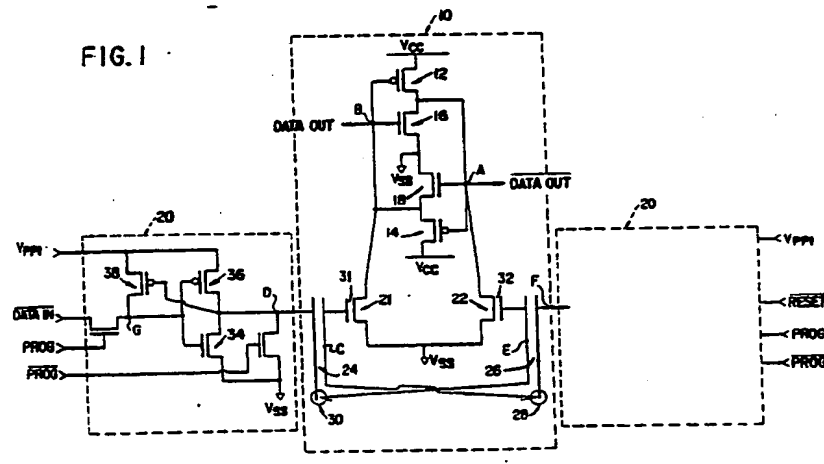 FIG.1
10
VCC
12
B
16
DATA OUT
VSS
A
DATA OUT
18
14
VCC
20
20
VPPI
38
36
DATA IN
G
34
D
PROG
PROG
VSS
31
21
32
22
F
C
24
VSS
E
26
30
28
VPPI
RESET
PROG
PROG